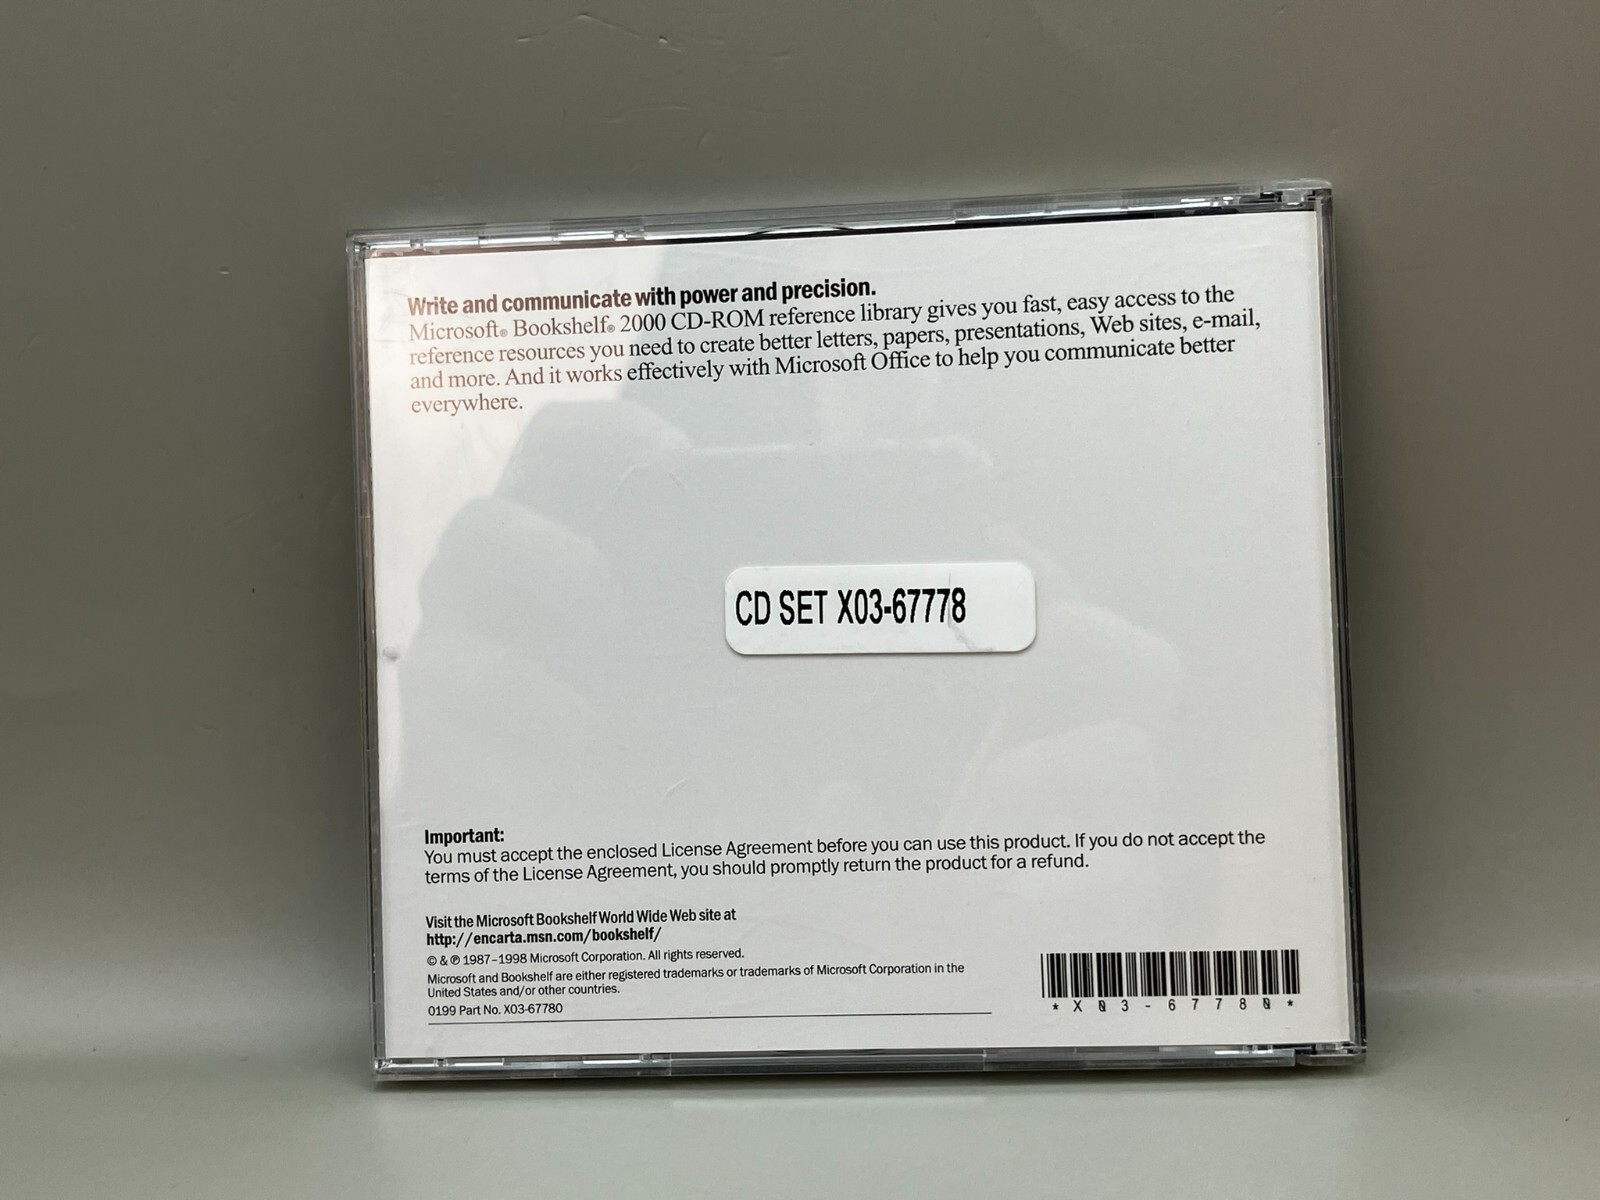 Write and communicate with power and precision.
Microsoft® Bookshelf® 2000 CD-ROM reference library gives you fast, easy access to the
reference resources you need to create better letters, papers, presentations, Web sites, e-mail,
and more. And it works effectively with Microsoft Office to help you communicate better
everywhere.
CD SET X03-67778
Important:
You must accept the enclosed License Agreement before you can use this product. If you do not accept the
terms of the License Agreement, you should promptly return the product for a refund.
Visit the Microsoft Bookshelf World Wide Web site at
http://encarta.msn.com/bookshelf/
© & ℗ 1987–1998 Microsoft Corporation. All rights reserved.
Microsoft and Bookshelf are either registered trademarks or trademarks of Microsoft Corporation in the
United States and/or other countries.
0199 Part No. X03-67780
*X03-67780*